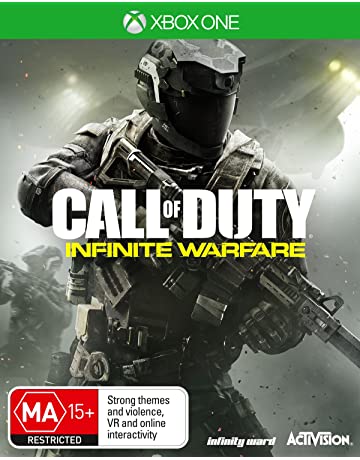 XBOX ONE
CALL OF DUTY
INFINITE WARFARE
MA 15+
RESTRICTED
Strong themes
and violence,
VR and online
interactivity
infinity ward
ACTIVISION